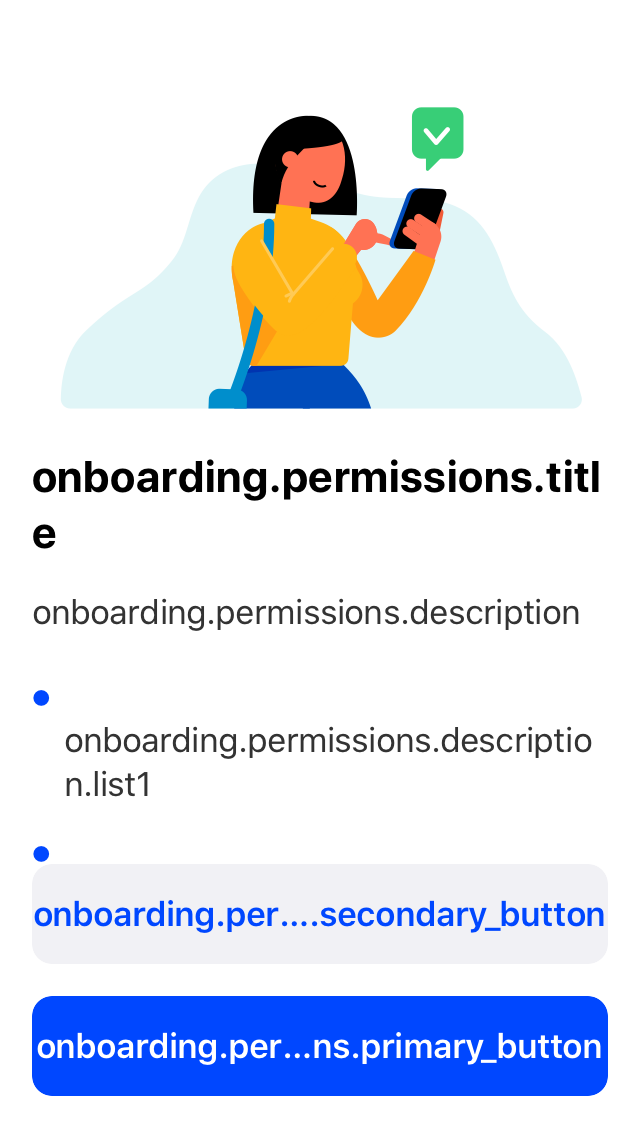 onboarding.permissions.titl
e
onboarding.permissions.description
onboarding.permissions.descriptio
n.list1
onboarding.per....secondary_button
onboarding.per...ns.primary_button